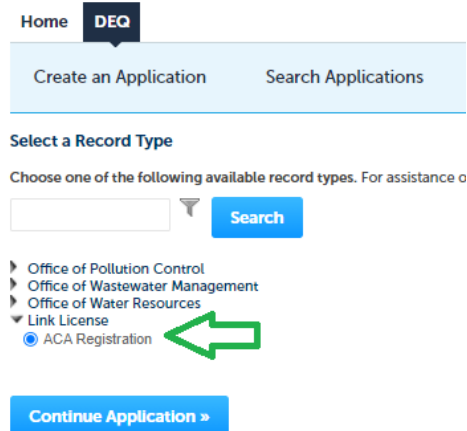 Home DEQ
Create an Application Search Applications
Select a Record Type
Choose one of the following available record types. For assistance o
Search
Office of Pollution Control
Office of Wastewater Management
Office of Water Resources
Link License
ACA Registration
Continue Application »